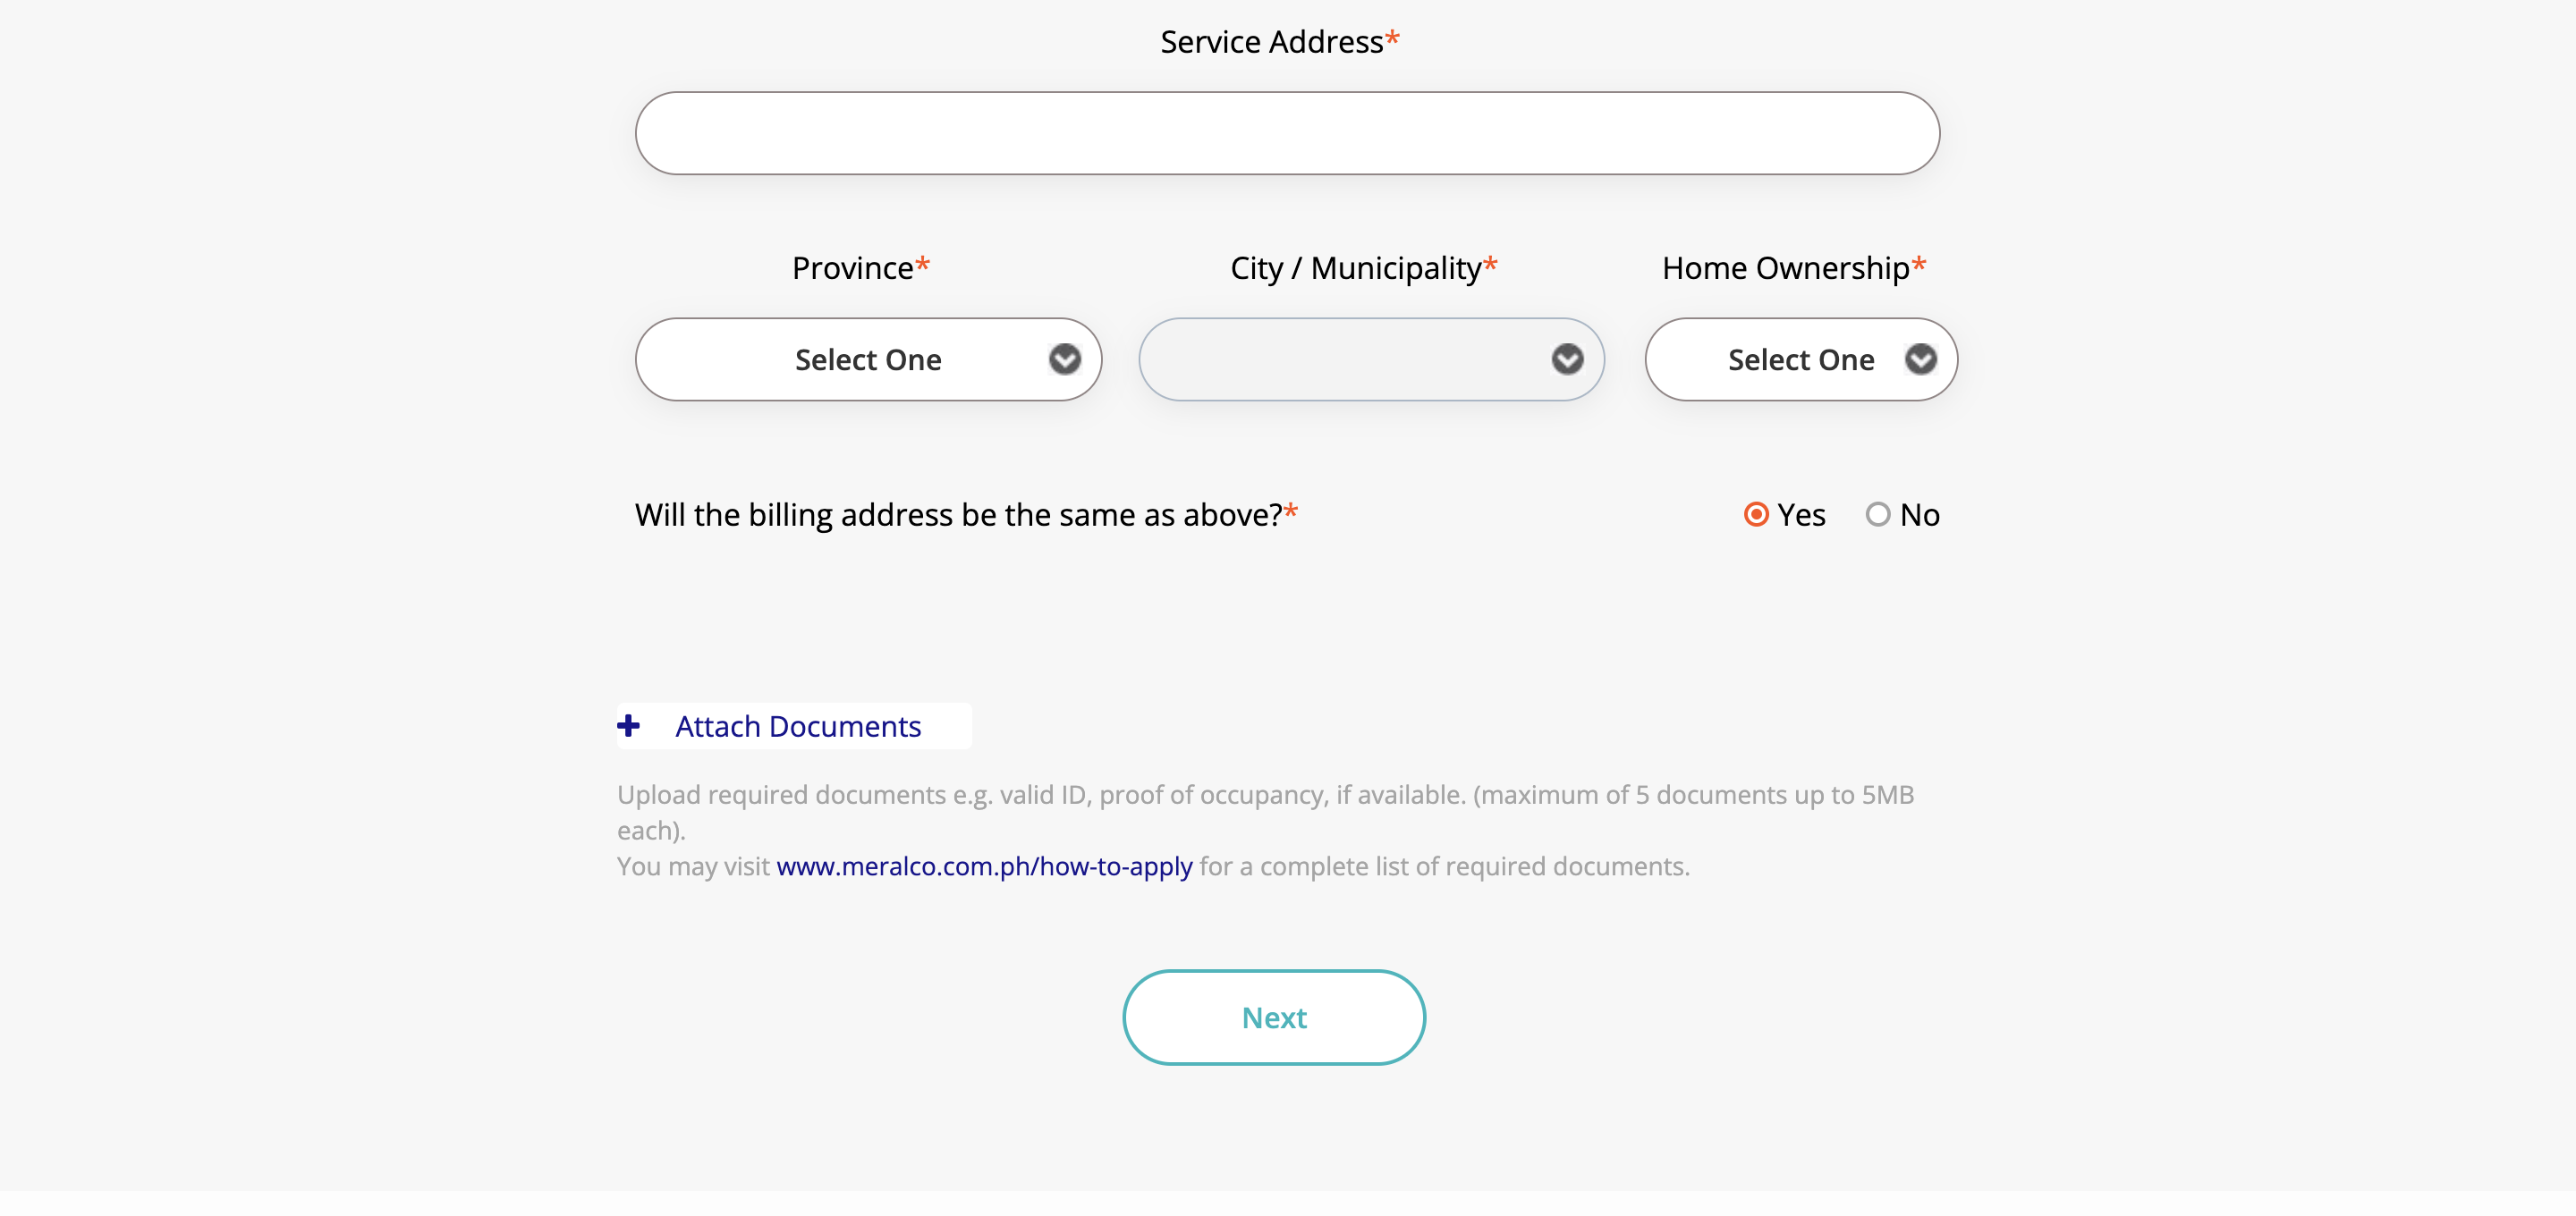 Service Address*
Province* City / Municipality* Home Ownership*
Select One Select One
Will the billing address be the same as above?* Yes No
Attach Documents
Upload required documents e.g. valid ID, proof of occupancy, if available. (maximum of 5 documents up to 5MB
each).
You may visit www.meralco.com.ph/how-to-apply for a complete list of required documents.
Next